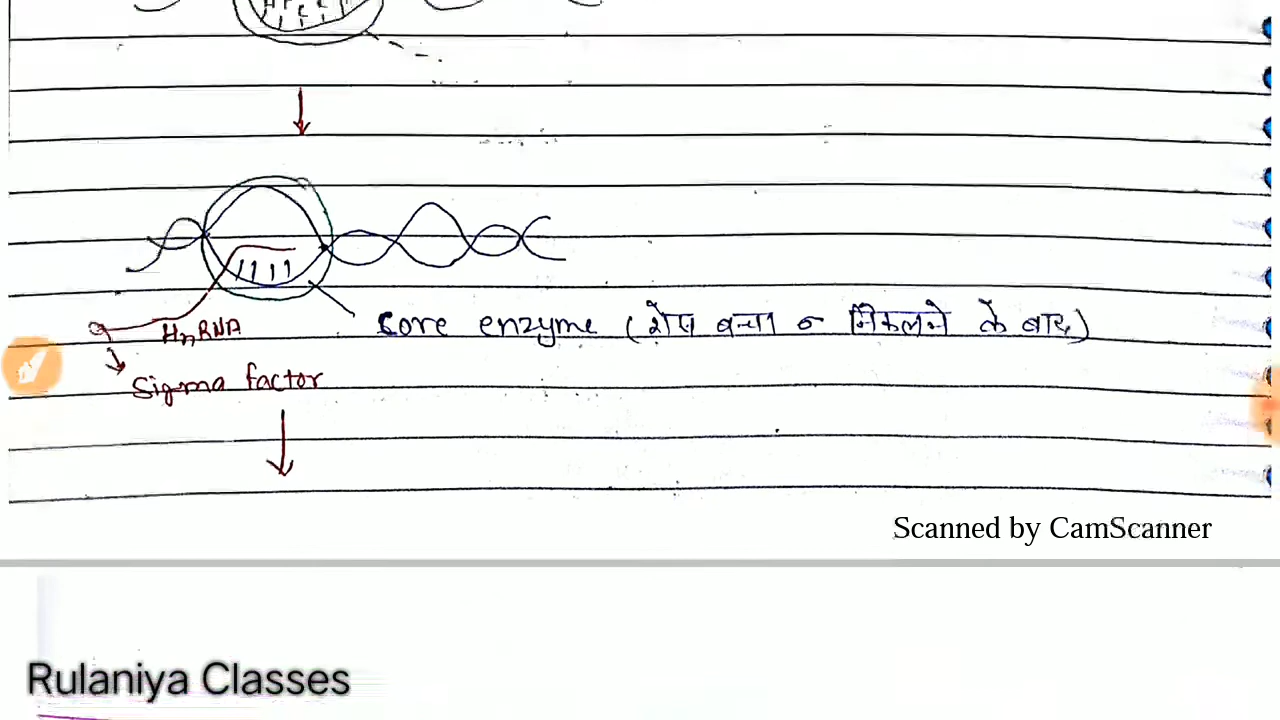 HnRNA
Core enzyme (शेष बचा σ निकलने के बाद)
Sigma factor
Scanned by CamScanner
Rulaniya Classes